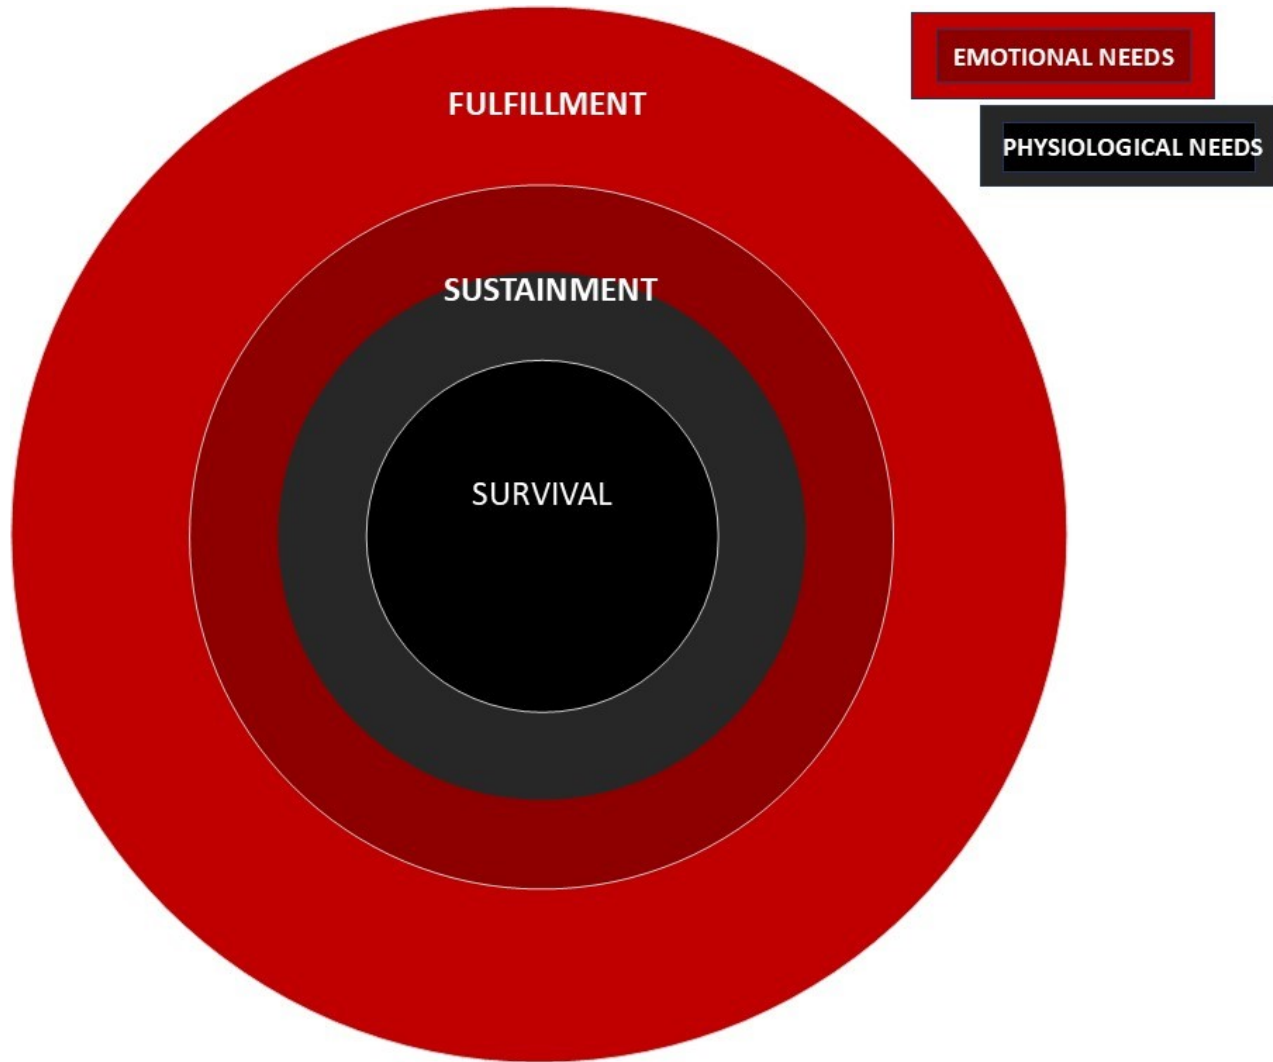 EMOTIONAL NEEDS
FULFILLMENT
PHYSIOLOGICAL NEEDS
SUSTAINMENT
SURVIVAL